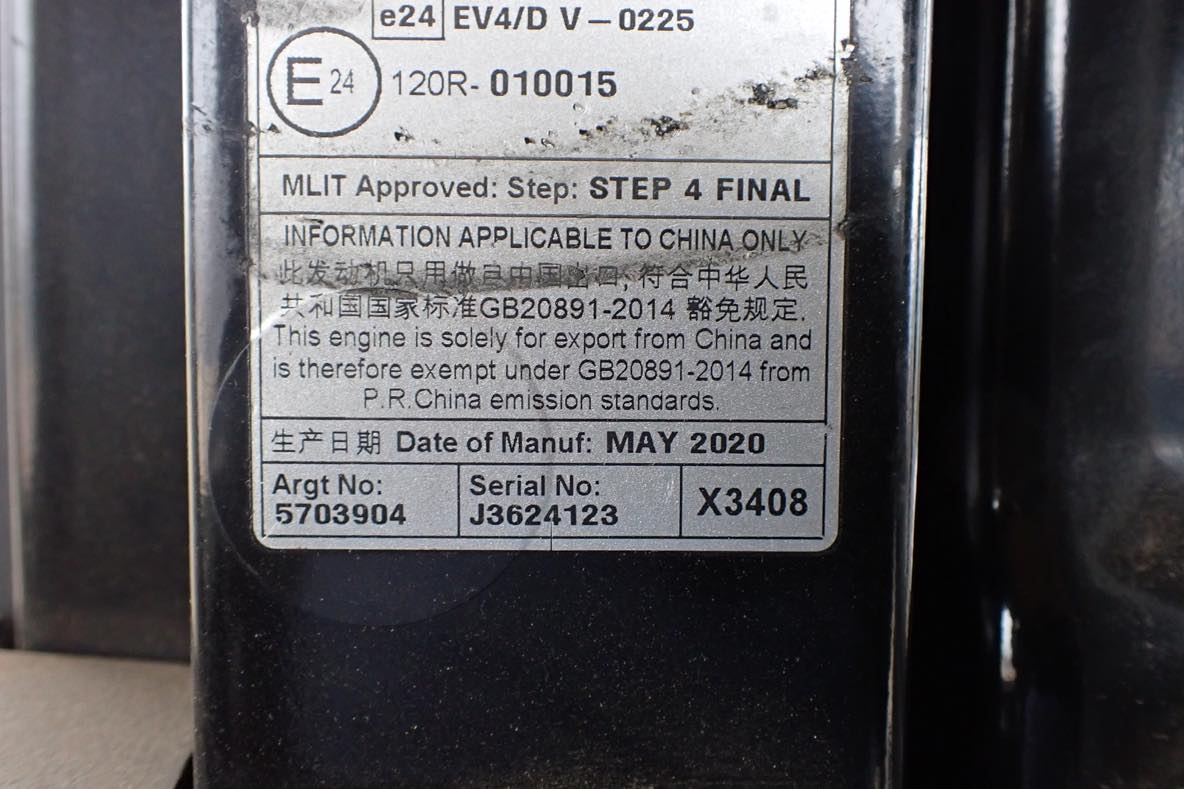 e24 EV4/D V – 0225
E 24 120R- 010015
MLIT Approved: Step: STEP 4 FINAL
INFORMATION APPLICABLE TO CHINA ONLY
此发动机只用做自中国出口, 符合中华人民
共和国国家标准GB20891-2014 豁免规定.
This engine is solely for export from China and
is therefore exempt under GB20891-2014 from
P.R.China emission standards.
生产日期 Date of Manuf: MAY 2020
Argt No:
5703904
Serial No:
J3624123
X3408